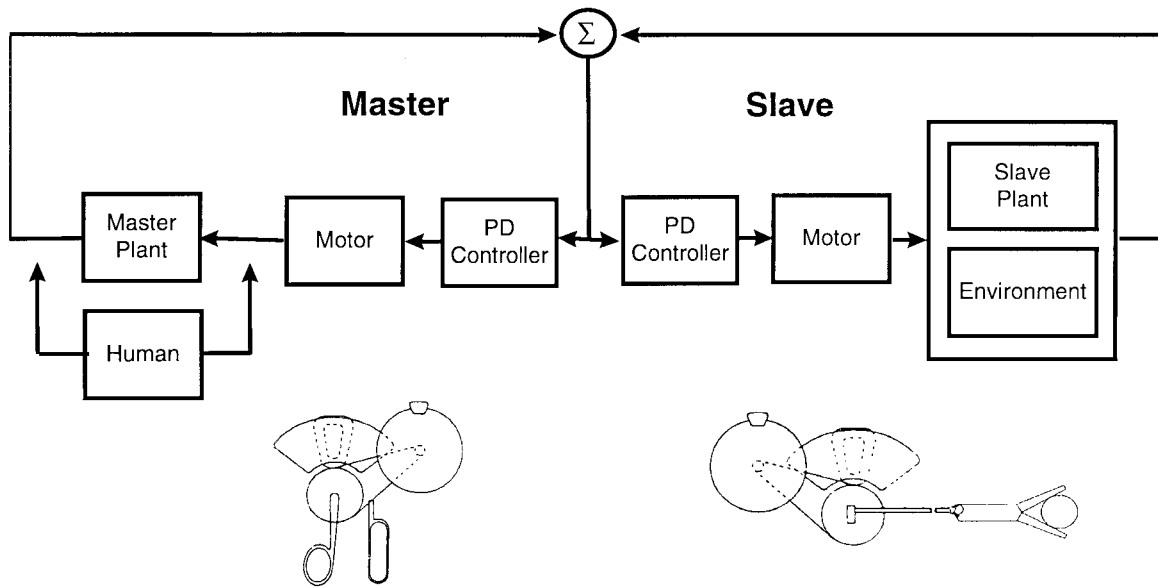 Σ
Master
Slave
Master
Plant
Motor
PD
Controller
PD
Controller
Motor
Slave
Plant
Environment
Human